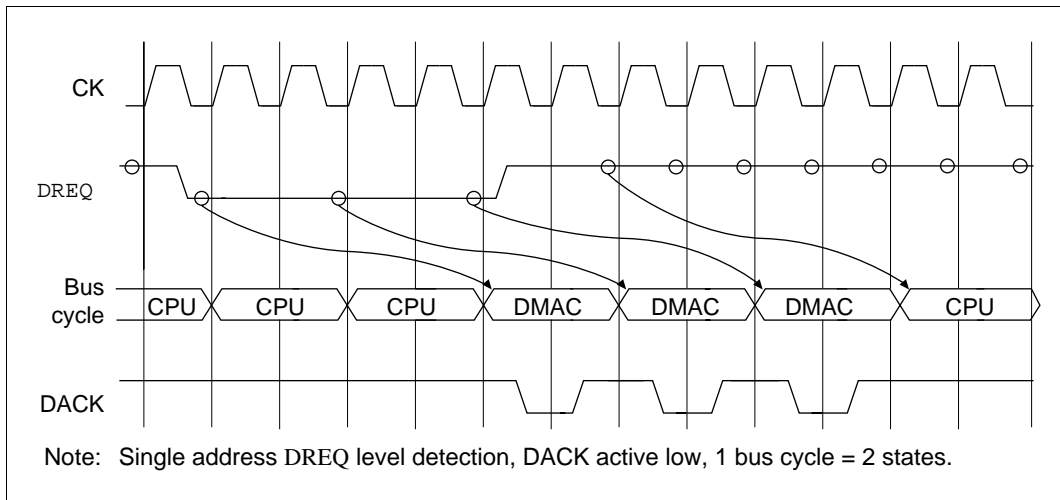 CK
DREQ
Bus
cycle
CPU CPU CPU DMAC DMAC DMAC CPU
DACK
Note: Single address DREQ level detection, DACK active low, 1 bus cycle = 2 states.